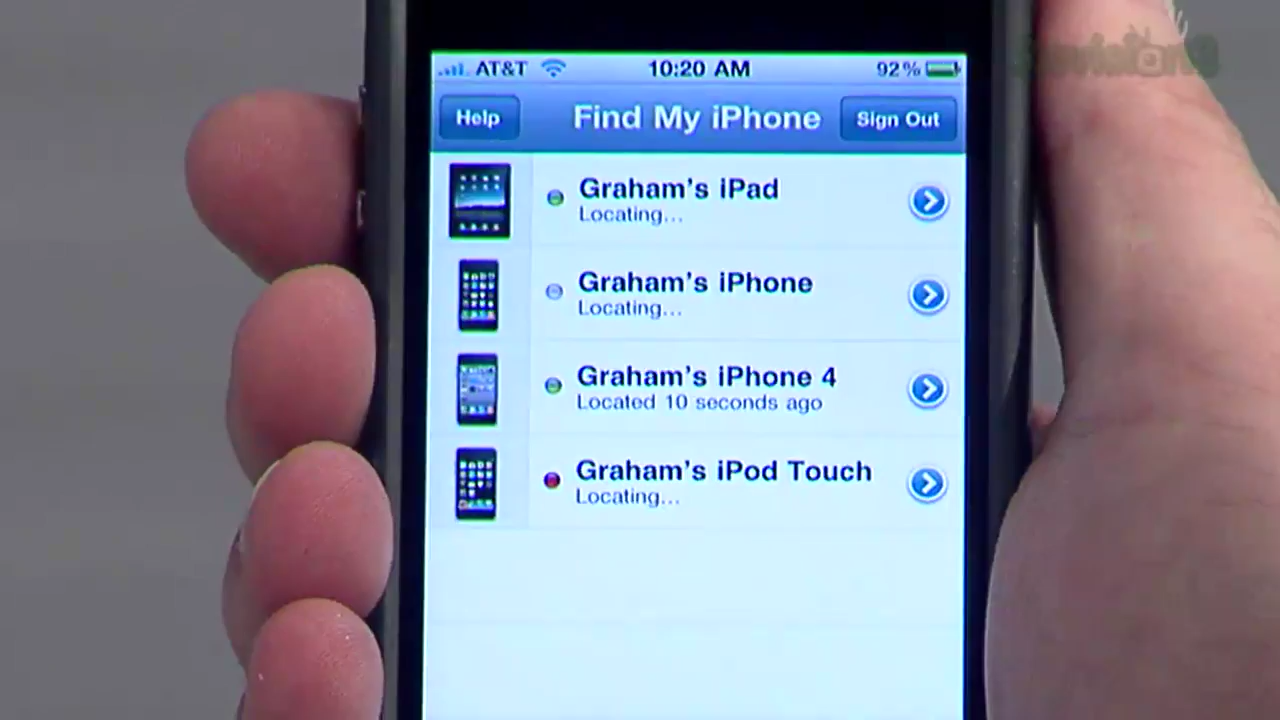 AT&T 10:20 AM 92%
Help Find My iPhone Sign Out
Graham's iPad
Locating...
Graham's iPhone
Locating...
Graham's iPhone 4
Located 10 seconds ago
Graham's iPod Touch
Locating...